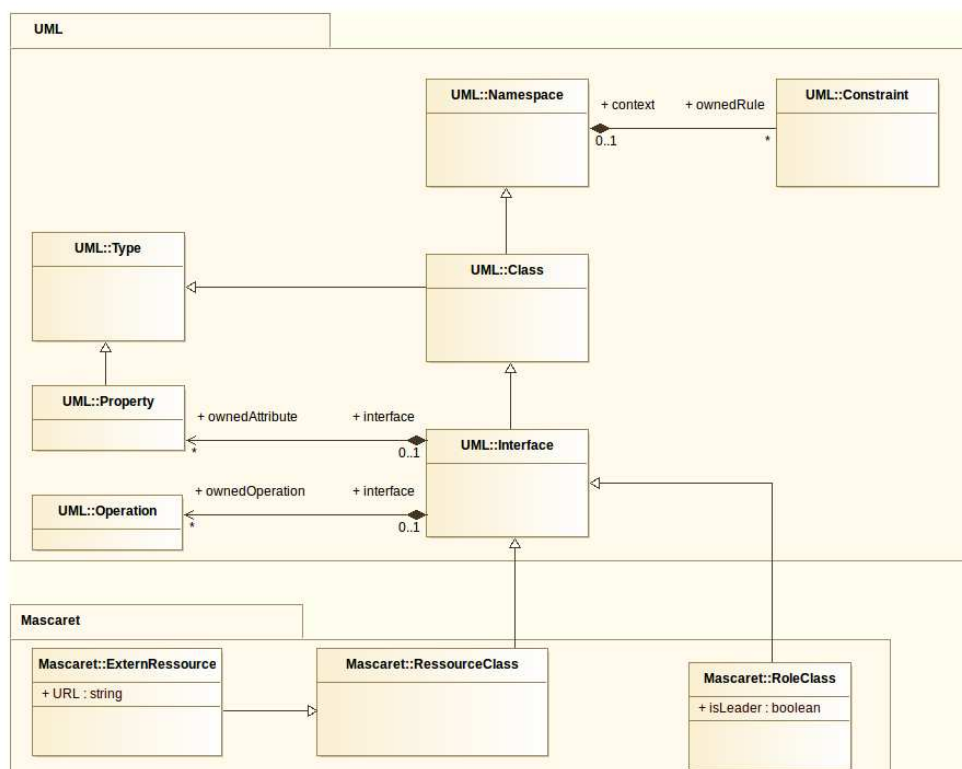 UML
UML::Namespace
+ context
+ ownedRule
UML::Constraint
0..1
*
UML::Type
UML::Class
UML::Property
+ ownedAttribute
+ interface
*
0..1
UML::Interface
+ ownedOperation
+ interface
UML::Operation
*
0..1
Mascaret
Mascaret::ExternRessource
+ URL : string
Mascaret::RessourceClass
Mascaret::RoleClass
+ isLeader : boolean